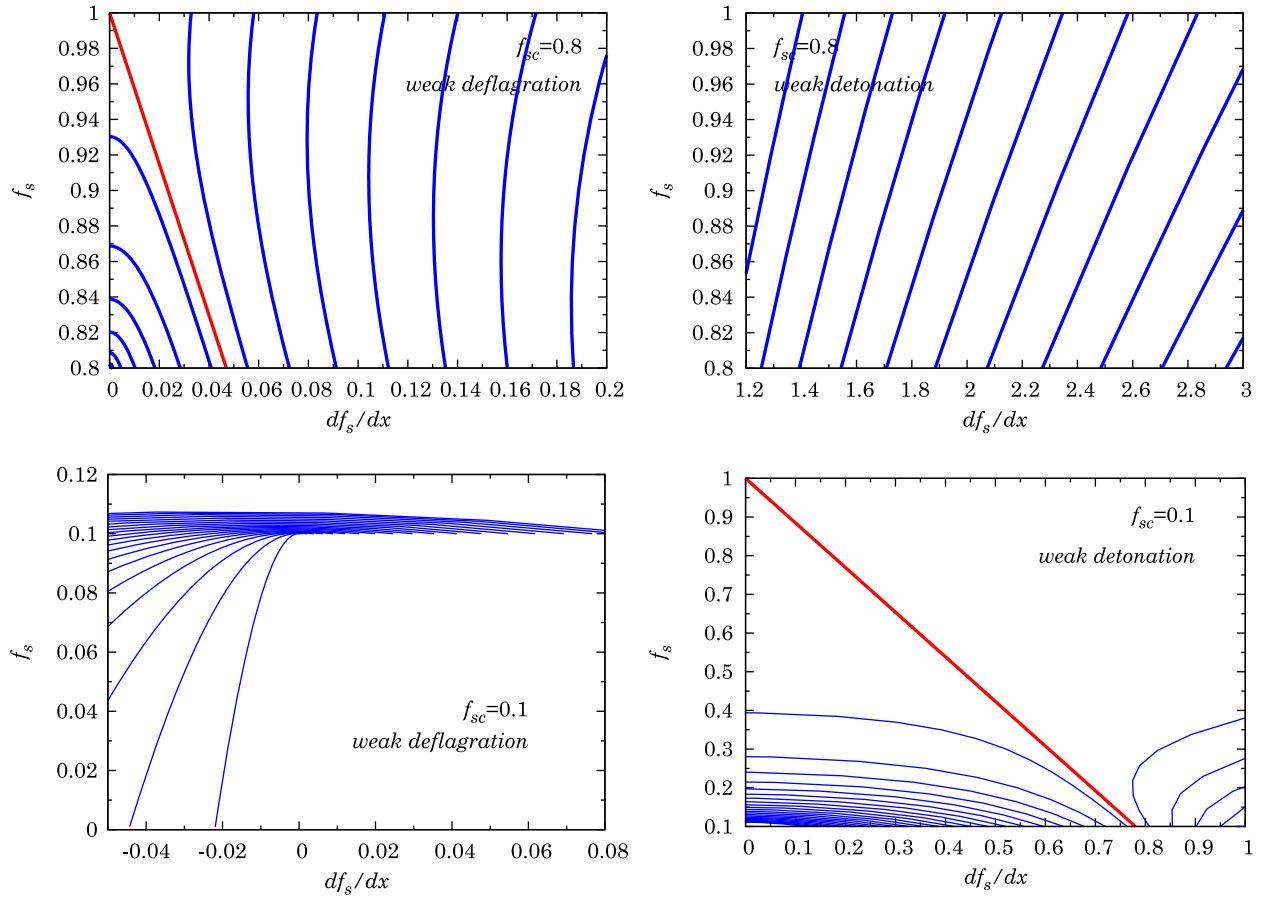 1
0.98
0.96
0.94
0.92
0.9
0.88
0.86
0.84
0.82
0.8
f_s
f_sc=0.8
weak deflagration
0 0.02 0.04 0.06 0.08 0.1 0.12 0.14 0.16 0.18 0.2
df_s/dx
1
0.98
0.96
0.94
0.92
0.9
0.88
0.86
0.84
0.82
0.8
f_s
f_sc=0.8
weak detonation
1.2 1.4 1.6 1.8 2 2.2 2.4 2.6 2.8 3
df_s/dx
0.12
0.1
0.08
0.06
0.04
0.02
0
f_s
f_sc=0.1
weak deflagration
-0.04 -0.02 0 0.02 0.04 0.06 0.08
df_s/dx
1
0.9
0.8
0.7
0.6
0.5
0.4
0.3
0.2
0.1
f_s
f_sc=0.1
weak detonation
0 0.1 0.2 0.3 0.4 0.5 0.6 0.7 0.8 0.9 1
df_s/dx